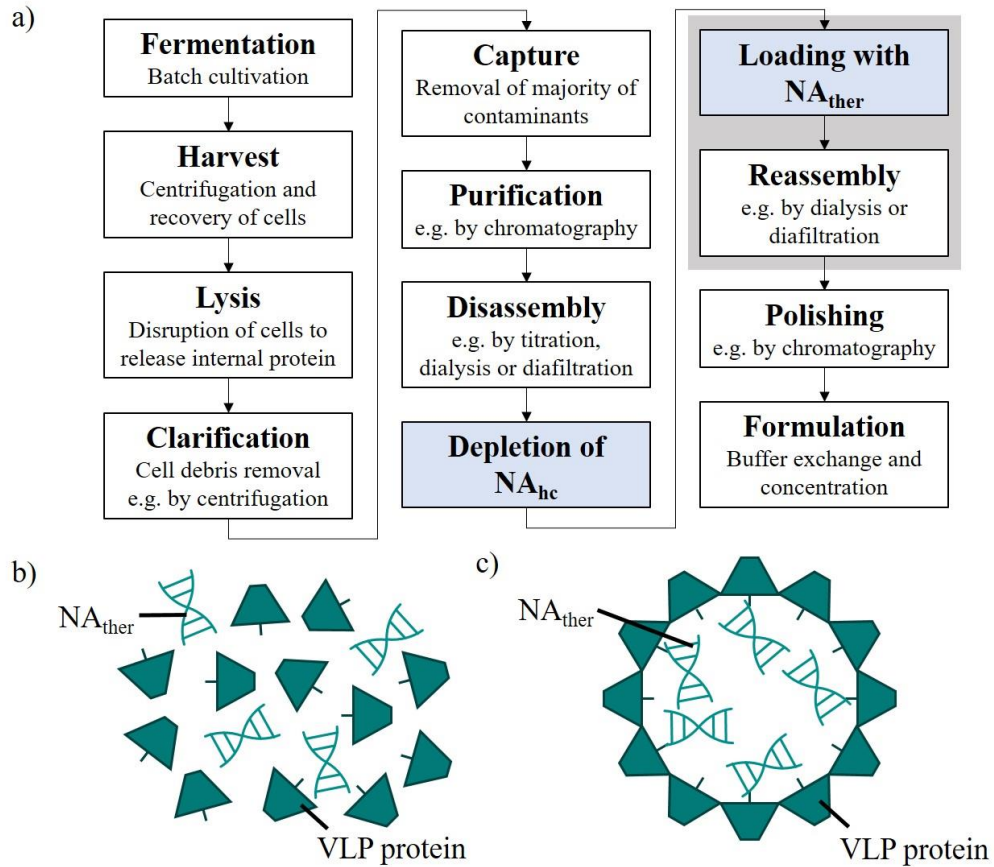 a)
Fermentation
Batch cultivation
Harvest
Centrifugation and
recovery of cells
Lysis
Disruption of cells to
release internal protein
Clarification
Cell debris removal
e.g. by centrifugation
Capture
Removal of majority of
contaminants
Purification
e.g. by chromatography
Disassembly
e.g. by titration,
dialysis or diafiltration
Depletion of
NAhc
Loading with
NAther
Reassembly
e.g. by dialysis or
diafiltration
Polishing
e.g. by chromatography
Formulation
Buffer exchange and
concentration
b)
NAther
VLP protein
c)
NAther
VLP protein